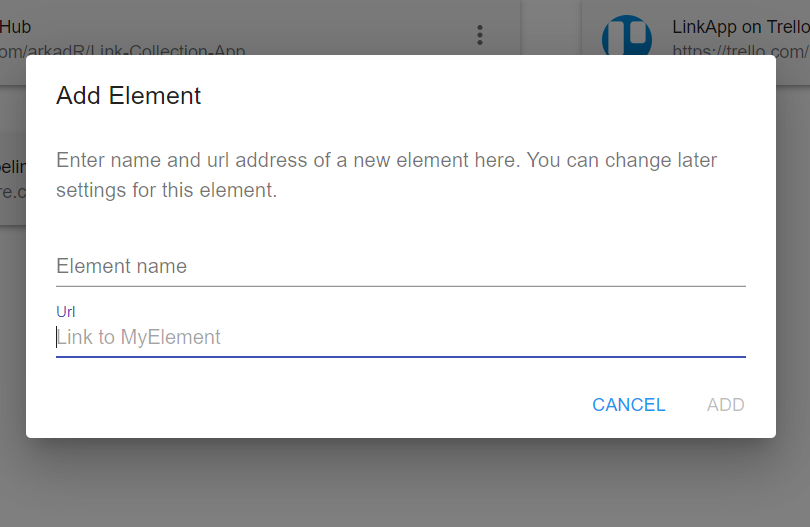 Hub
om/arkadR/Link-Collection-App
LinkApp on Trello
https://trello.com/
Add Element
Enter name and url address of a new element here. You can change later
settings for this element.
Element name
Url
Link to MyElement
CANCEL
ADD